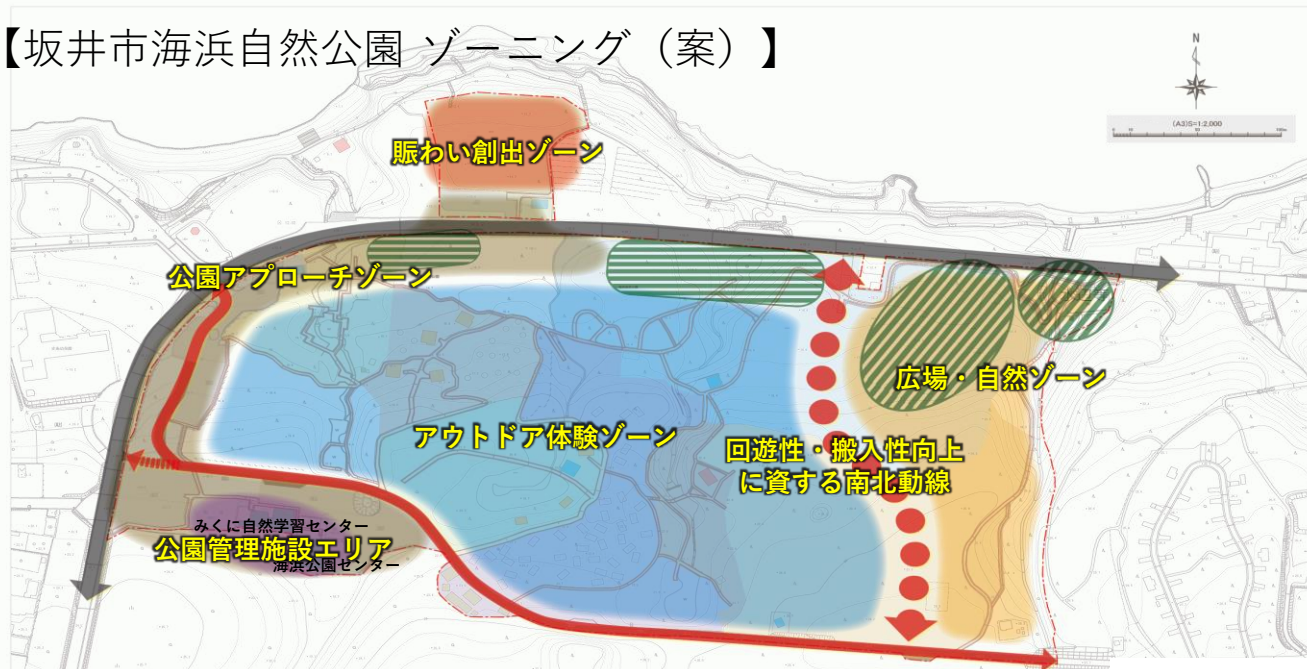 【坂井市海浜自然公園 ゾーニング（案）】
N
(A3)S=1:2,000
賑わい創出ゾーン
公園アプローチゾーン
広場・自然ゾーン
アウトドア体験ゾーン
回遊性・搬入性向上
に資する南北動線
みくに自然学習センター
公園管理施設エリア
海浜公園センター